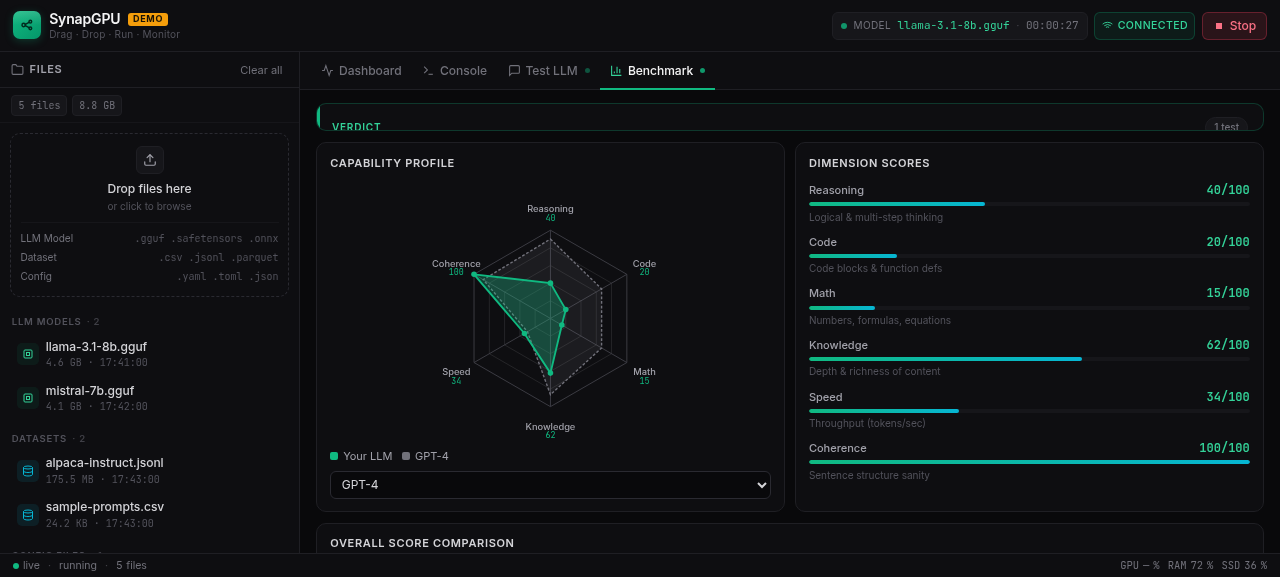 SynapGPU DEMO
Drag · Drop · Run · Monitor
MODEL llama-3.1-8b.gguf · 00:00:27
CONNECTED
Stop
FILES
Clear all
5 files
8.8 GB
Drop files here
or click to browse
LLM Model .gguf .safetensors .onnx
Dataset .csv .jsonl .parquet
Config .yaml .toml .json
LLM MODELS · 2
llama-3.1-8b.gguf
4.6 GB · 17:41:00
mistral-7b.gguf
4.1 GB · 17:42:00
DATASETS · 2
alpaca-instruct.jsonl
175.5 MB · 17:43:00
sample-prompts.csv
24.2 KB · 17:43:00
Dashboard
Console
Test LLM
Benchmark
VERDICT
1 test
CAPABILITY PROFILE
Reasoning
40
Code
20
Math
15
Knowledge
62
Speed
34
Coherence
100
Your LLM
GPT-4
GPT-4
DIMENSION SCORES
Reasoning 40/100
Logical & multi-step thinking
Code 20/100
Code blocks & function defs
Math 15/100
Numbers, formulas, equations
Knowledge 62/100
Depth & richness of content
Speed 34/100
Throughput (tokens/sec)
Coherence 100/100
Sentence structure sanity
OVERALL SCORE COMPARISON
live · running · 5 files
GPU — % RAM 72 % SSD 36 %